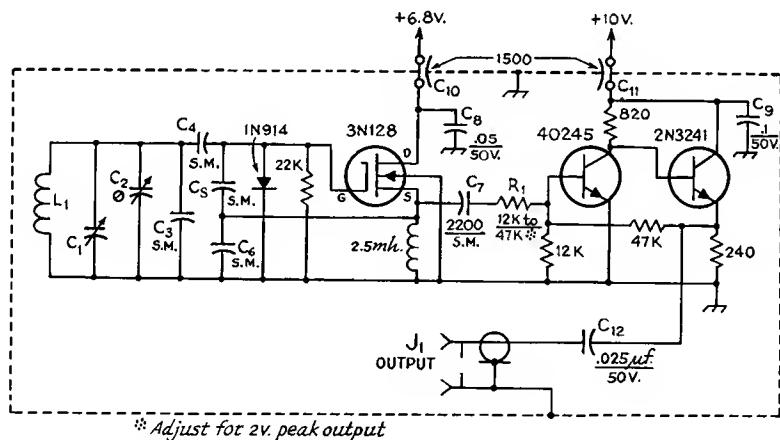 +6.8V.
+10V.
1500
C10
C11
C9
.1
50V.
C8
.05
50V.
820
3N128
40245
2N3241
C4
S.M.
1N914
22K
D
G
S
C7
2200
S.M.
R1
12K to
47K*
L1
C2
Ø
C1
C3
S.M.
C5
S.M.
C6
S.M.
2.5mh.
12K
47K
240
J1
OUTPUT
C12
.025µf.
50V.
* Adjust for 2v. peak output